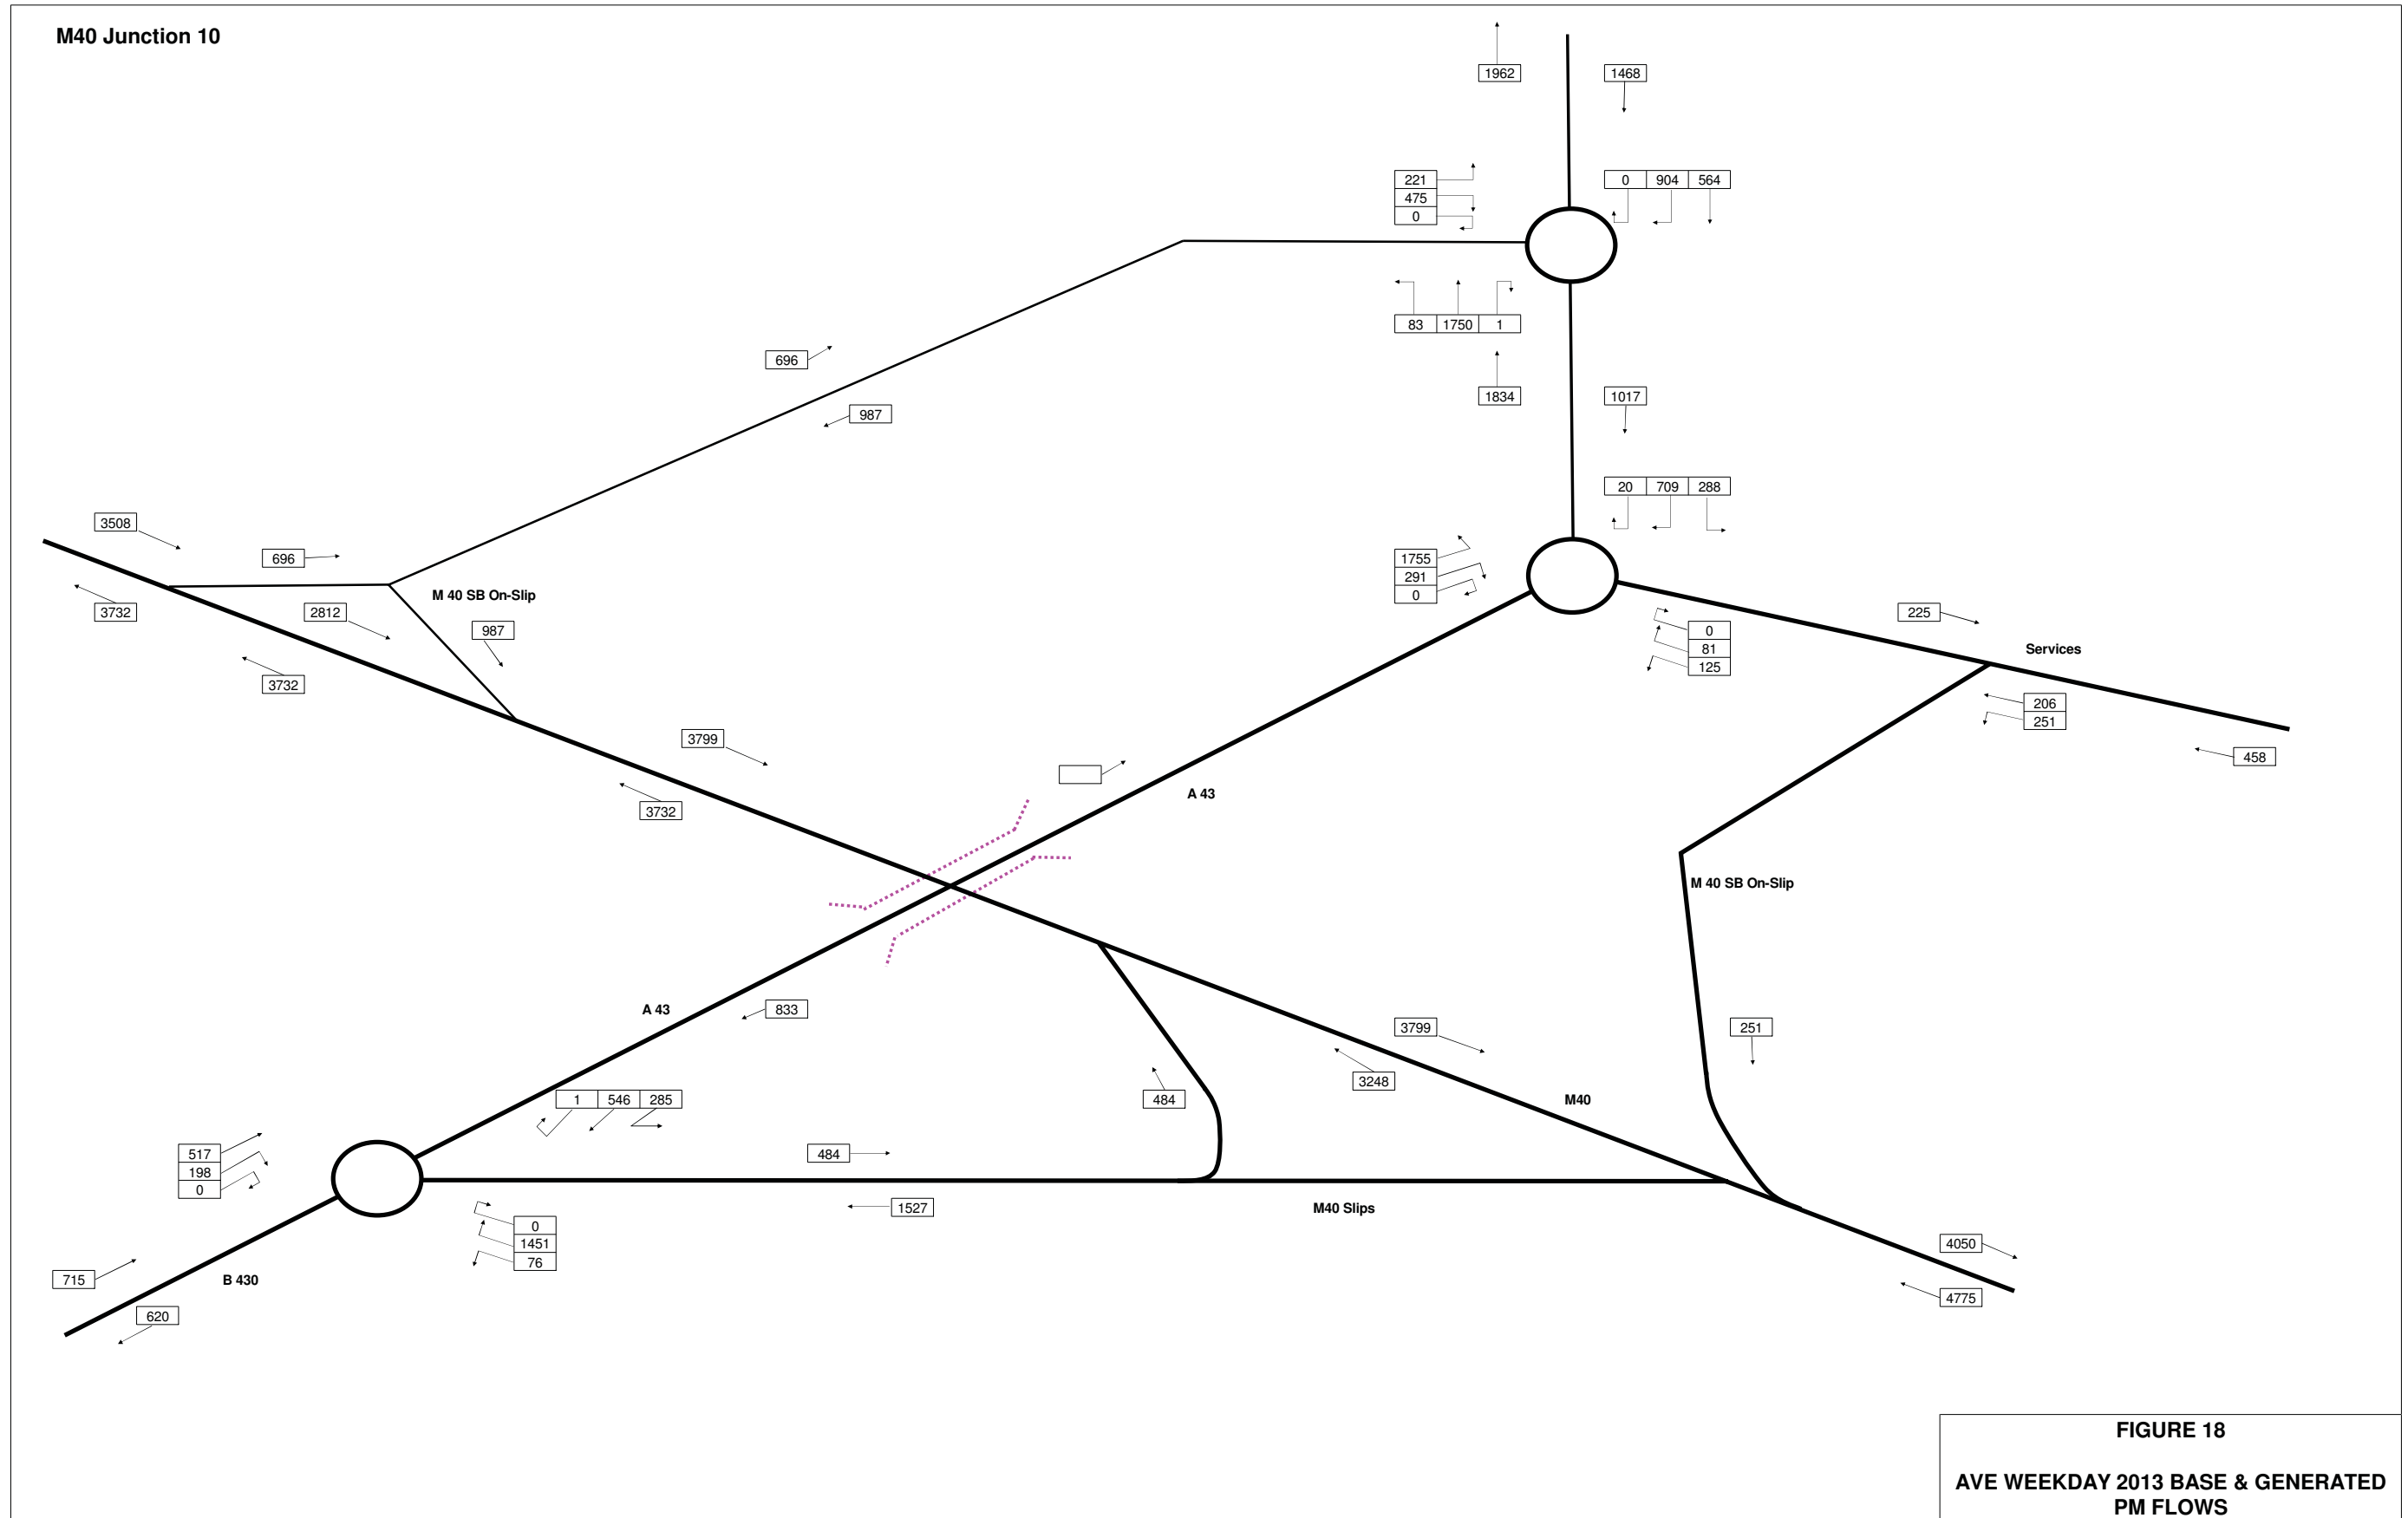 M40 Junction 10
1962
1468
221
475
0
0 904 564
83 1750 1
696
987
1834
1017
20 709 288
3508
696
1755
291
0
3732
2812
M 40 SB On-Slip
987
0
81
125
225
Services
3732
206
251
3799
458
A 43
3732
M 40 SB On-Slip
A 43
833
3799
251
3248
1 546 285
484
M40
517
198
0
484
1527
M40 Slips
0
1451
76
4050
715
B 430
4775
620
FIGURE 18
AVE WEEKDAY 2013 BASE & GENERATED
PM FLOWS